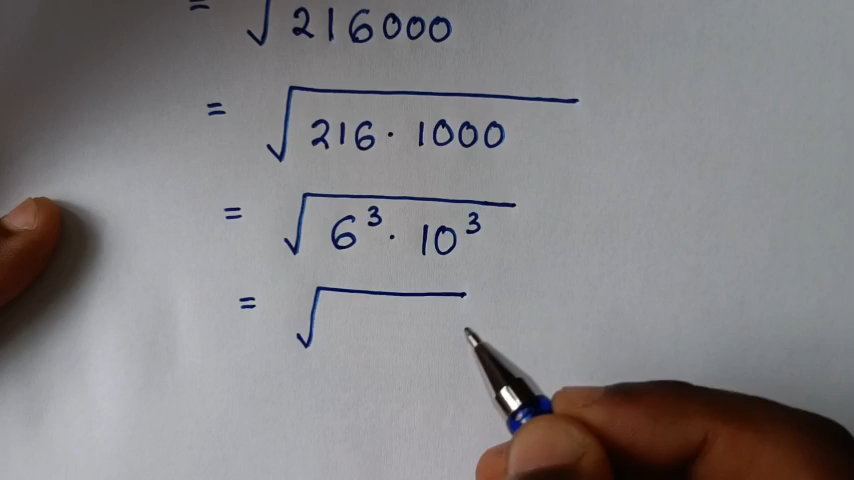 = √216000
= √216 · 1000
= √6³ · 10³
= √